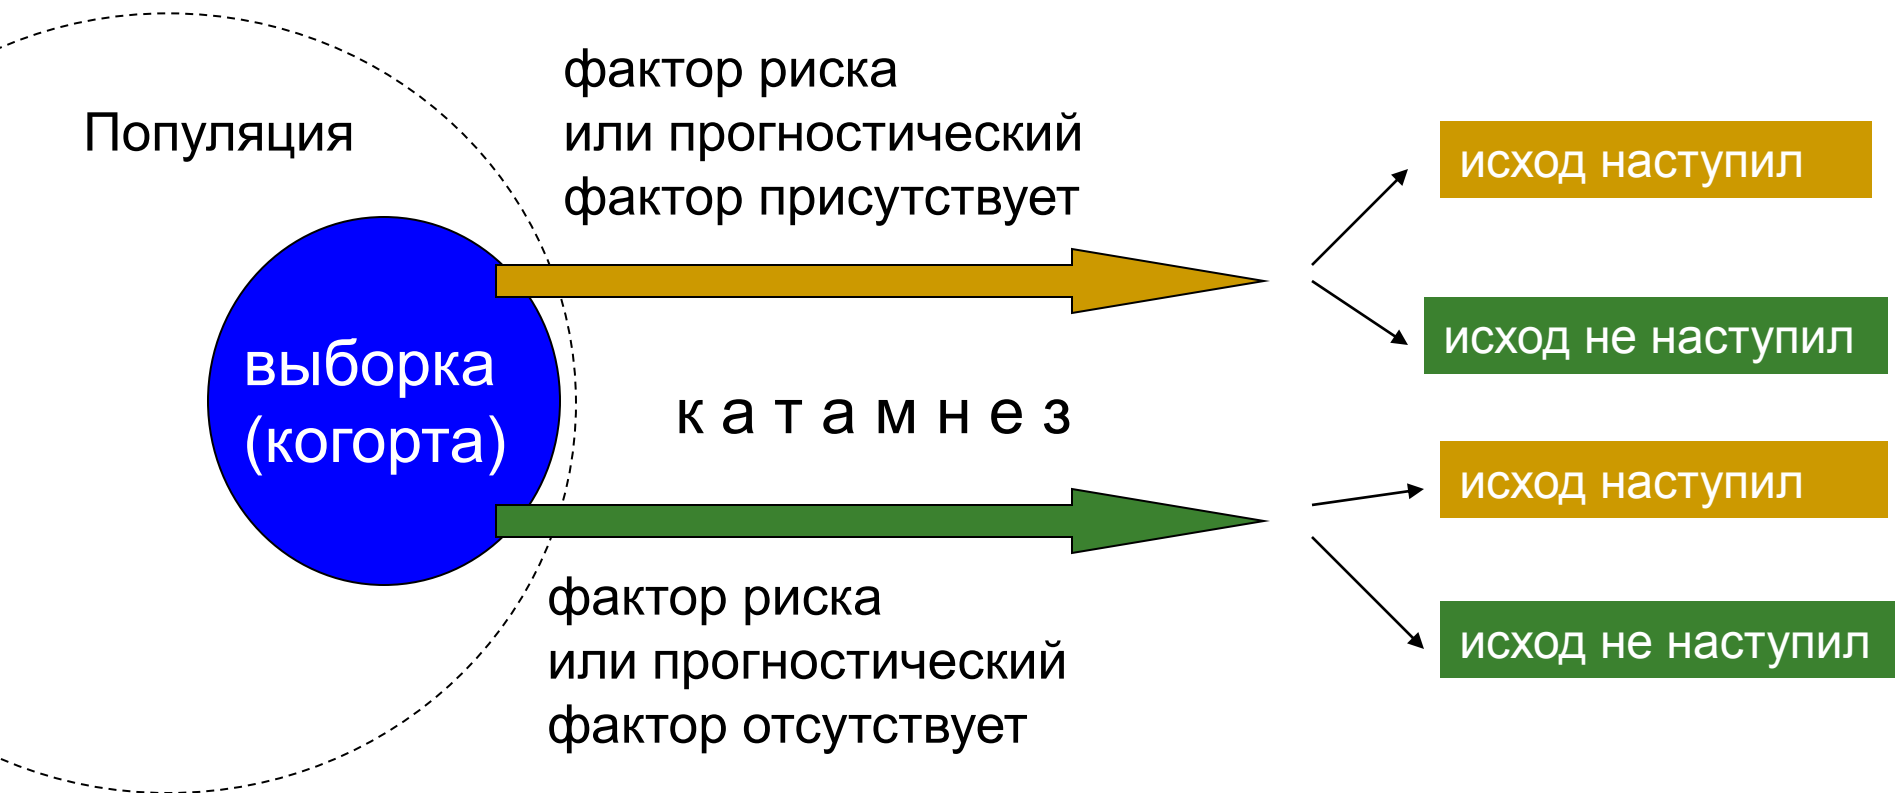 Популяция
фактор риска
или прогностический
фактор присутствует
выборка
(когорта)
к а т а м н е з
фактор риска
или прогностический
фактор отсутствует
исход наступил
исход не наступил
исход наступил
исход не наступил